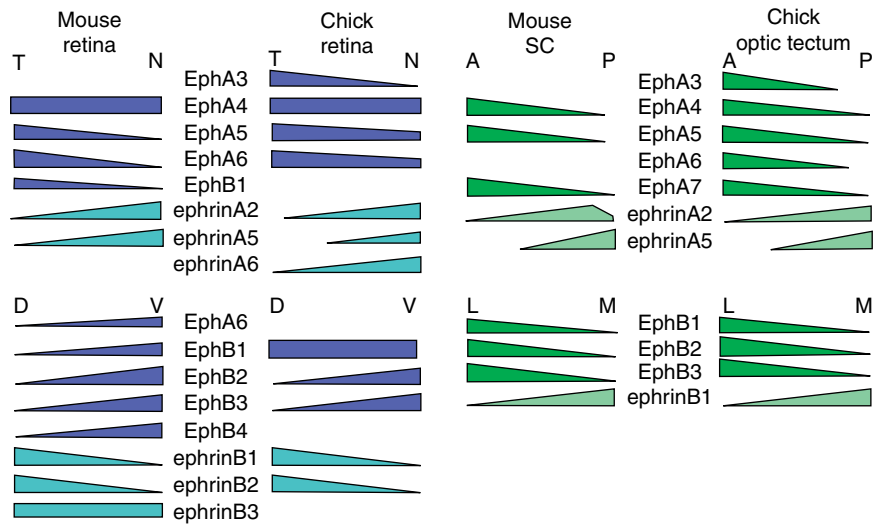 Mouse retina
Chick retina
Mouse SC
Chick optic tectum
T N
T N
A P
A P
EphA3
EphA4
EphA5
EphA6
EphB1
ephrinA2
ephrinA5
ephrinA6
EphA3
EphA4
EphA5
EphA6
EphA7
ephrinA2
ephrinA5
D V
D V
L M
L M
EphA6
EphB1
EphB2
EphB3
EphB4
ephrinB1
ephrinB2
ephrinB3
EphB1
EphB2
EphB3
ephrinB1